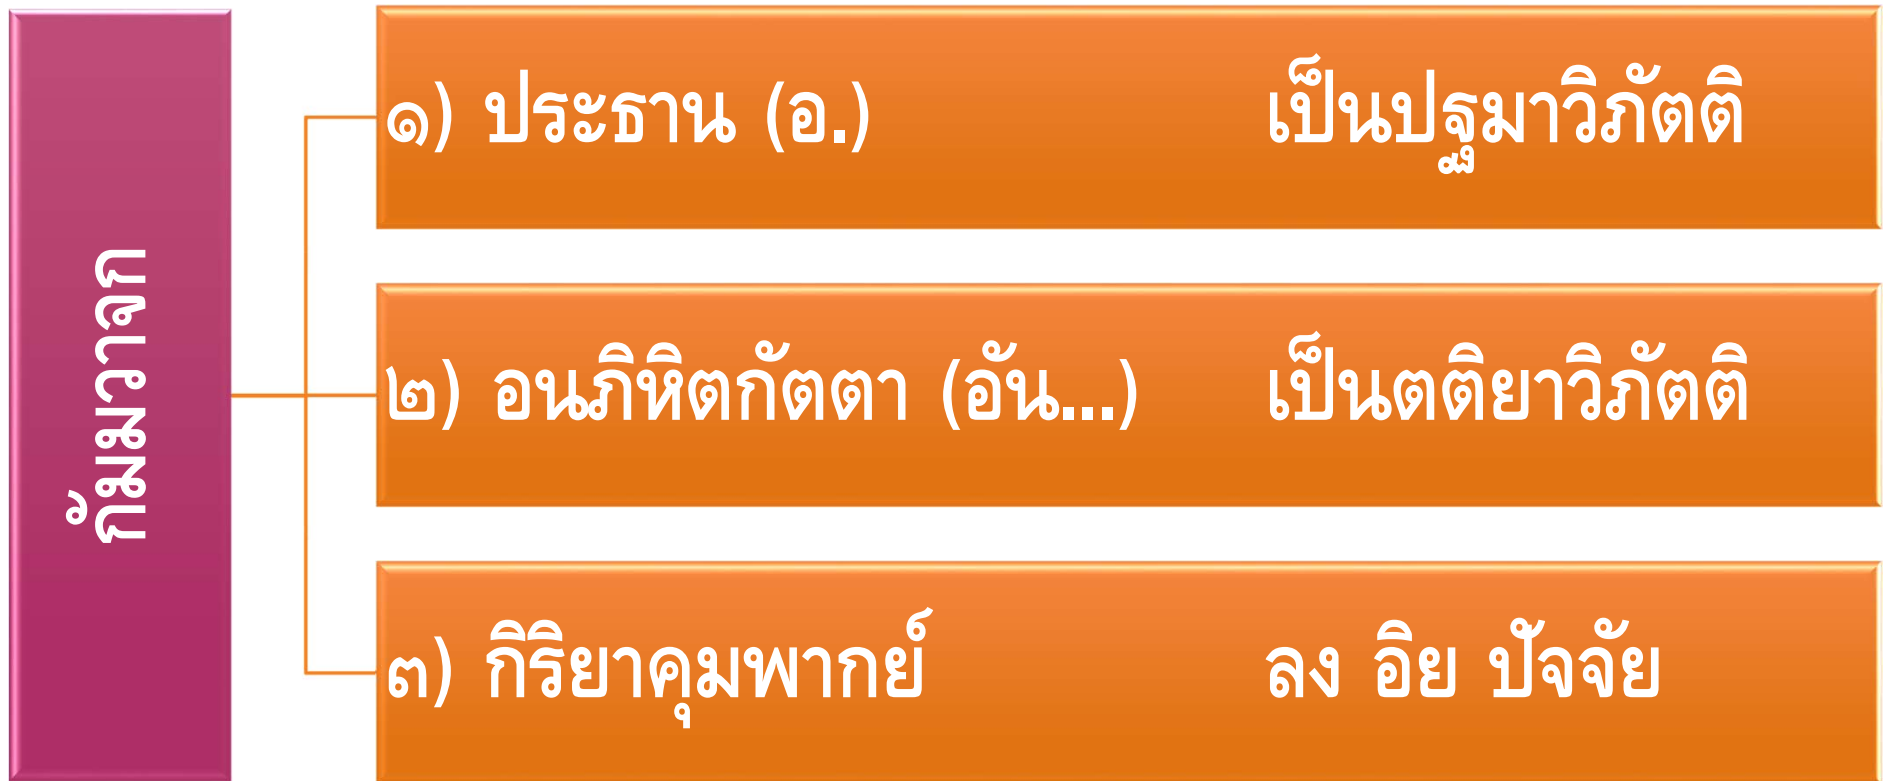 กัมมวาจก
๑) ประธาน (อ.) เป็นปฐมาวิภัตติ
๒) อนภิหิตกัตตา (อัน...) เป็นตติยาวิภัตติ
๓) กิริยาคุมพากย์ ลง อิย ปัจจัย